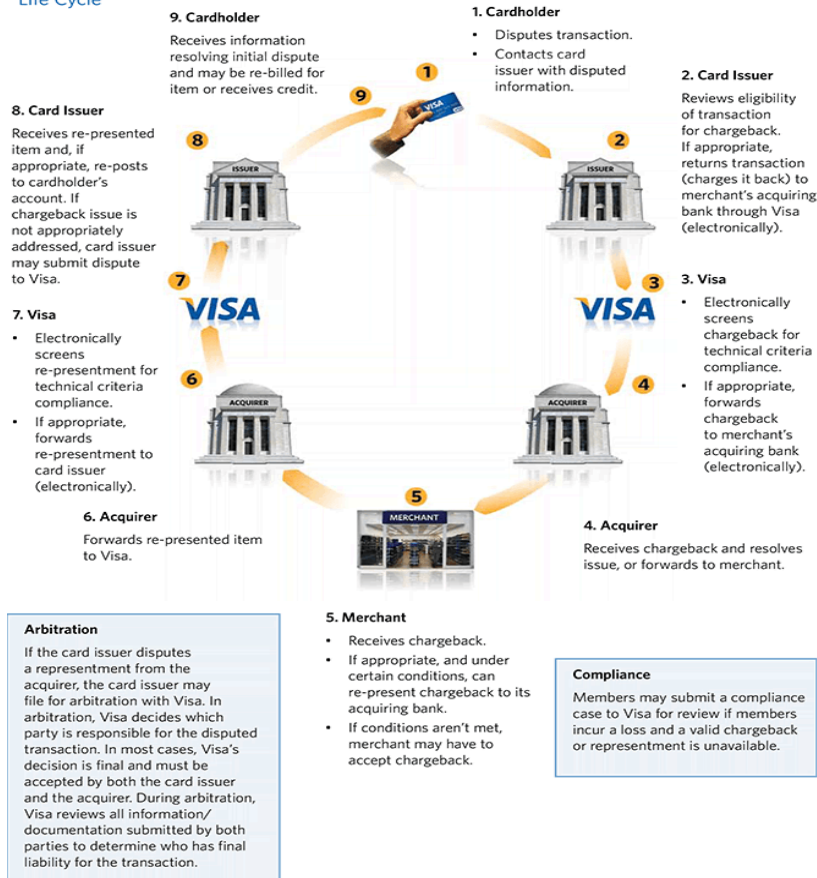 Life Cycle
1. Cardholder
• Disputes transaction.
• Contacts card
issuer with disputed
information.
2. Card Issuer
Reviews eligibility
of transaction
for chargeback.
If appropriate,
returns transaction
(charges it back) to
merchant's acquiring
bank through Visa
(electronically).
3. Visa
• Electronically
screens
chargeback for
technical criteria
compliance.
• If appropriate,
forwards
chargeback
to merchant's
acquiring bank
(electronically).
4. Acquirer
Receives chargeback and resolves
issue, or forwards to merchant.
5. Merchant
• Receives chargeback.
• If appropriate, and under
certain conditions, can
re-present chargeback to its
acquiring bank.
• If conditions aren't met,
merchant may have to
accept chargeback.
6. Acquirer
Forwards re-presented item
to Visa.
7. Visa
• Electronically
screens
re-presentment for
technical criteria
compliance.
• If appropriate,
forwards
re-presentment to
card issuer
(electronically).
8. Card Issuer
Receives re-presented
item and, if
appropriate, re-posts
to cardholder's
account. If
chargeback issue is
not appropriately
addressed, card issuer
may submit dispute
to Visa.
9. Cardholder
Receives information
resolving initial dispute
and may be re-billed for
item or receives credit.
1
VISA
2
ISSUER
3
VISA
4
ACQUIRER
5
MERCHANT
6
ACQUIRER
7
VISA
8
ISSUER
9
Arbitration
If the card issuer disputes
a representment from the
acquirer, the card issuer may
file for arbitration with Visa. In
arbitration, Visa decides which
party is responsible for the disputed
transaction. In most cases, Visa's
decision is final and must be
accepted by both the card issuer
and the acquirer. During arbitration,
Visa reviews all information/
documentation submitted by both
parties to determine who has final
liability for the transaction.
Compliance
Members may submit a compliance
case to Visa for review if members
incur a loss and a valid chargeback
or representment is unavailable.